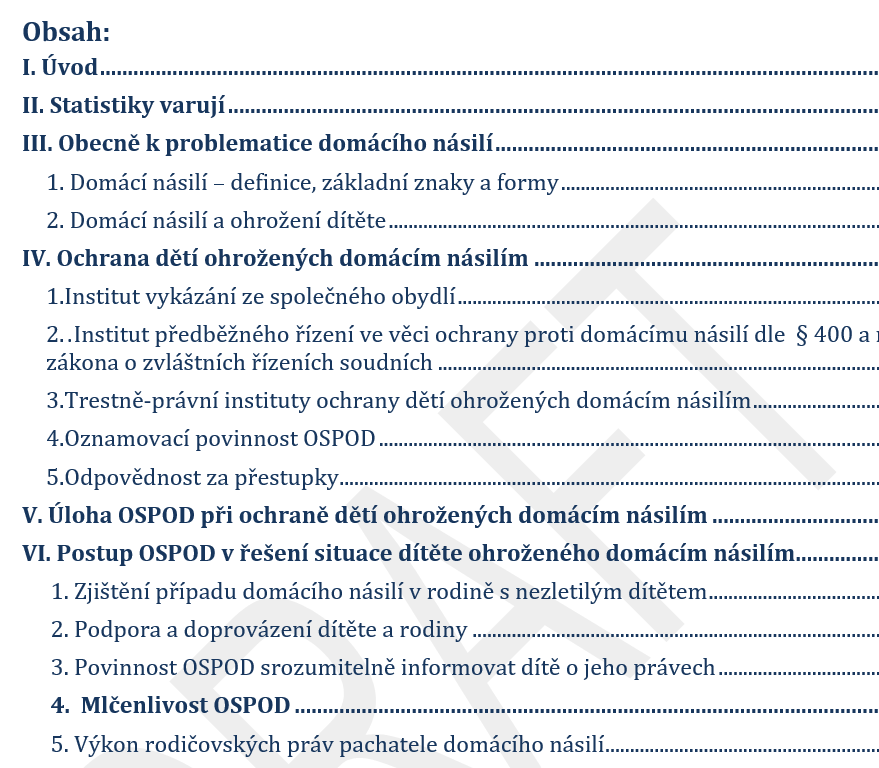 Obsah:
I. Úvod
II. Statistiky varují
III. Obecně k problematice domácího násilí
1. Domácí násilí – definice, základní znaky a formy
2. Domácí násilí a ohrožení dítěte
IV. Ochrana dětí ohrožených domácím násilím
1.Institut vykázání ze společného obydlí
2. .Institut předběžného řízení ve věci ochrany proti domácímu násilí dle § 400 a
zákona o zvláštních řízeních soudních
3.Trestně-právní instituty ochrany dětí ohrožených domácím násilím
4.Oznamovací povinnost OSPOD
5.Odpovědnost za přestupky
V. Úloha OSPOD při ochraně dětí ohrožených domácím násilím
VI. Postup OSPOD v řešení situace dítěte ohroženého domácím násilím
1. Zjištění případu domácího násilí v rodině s nezletilým dítětem
2. Podpora a doprovázení dítěte a rodiny
3. Povinnost OSPOD srozumitelně informovat dítě o jeho právech
4. Mlčenlivost OSPOD
5. Výkon rodičovských práv pachatele domácího násilí
DRAFT